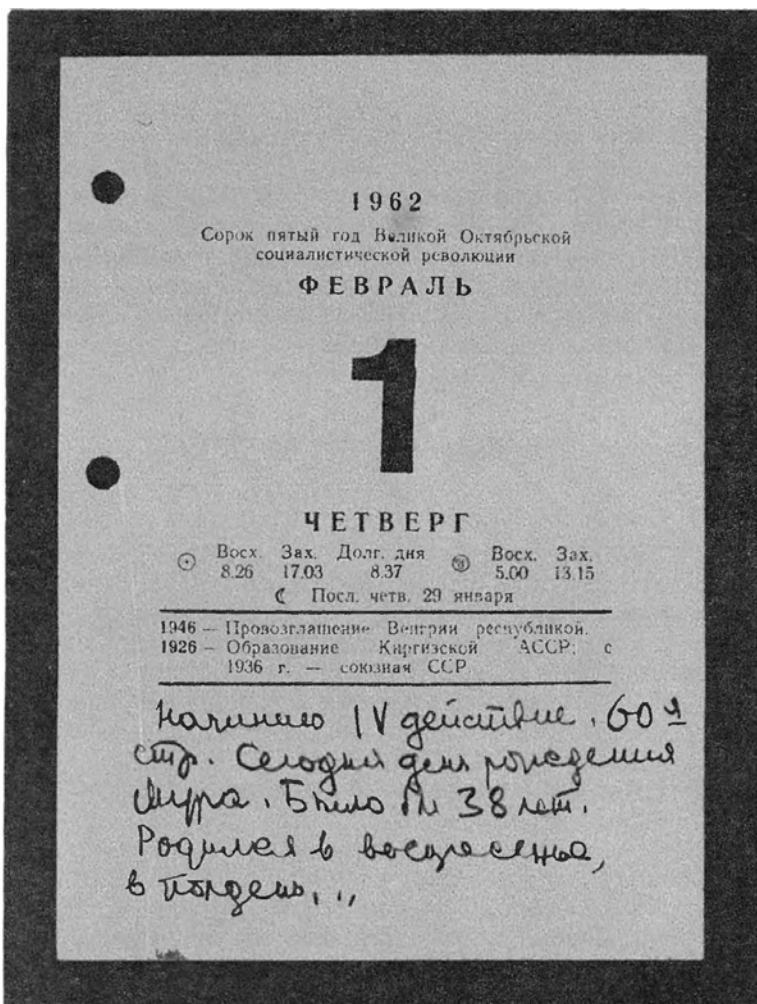 1962
Сорок пятый год Великой Октябрьской
социалистической революции
ФЕВРАЛЬ
1
ЧЕТВЕРГ
Восх. Зах. Долг. дня Восх. Зах.
8.26 17.03 8.37 5.00 13.15
Посл. четв. 29 января
1946 — Провозглашение Венгрии республикой.
1926 — Образование Киргизской АССР; с
1936 г. — союзная ССР.
Начинаю IV действие. 60я
стр. Сегодня день рождения
Мура. Было бы 38 лет.
Родился в воскресенье,
в полдень...